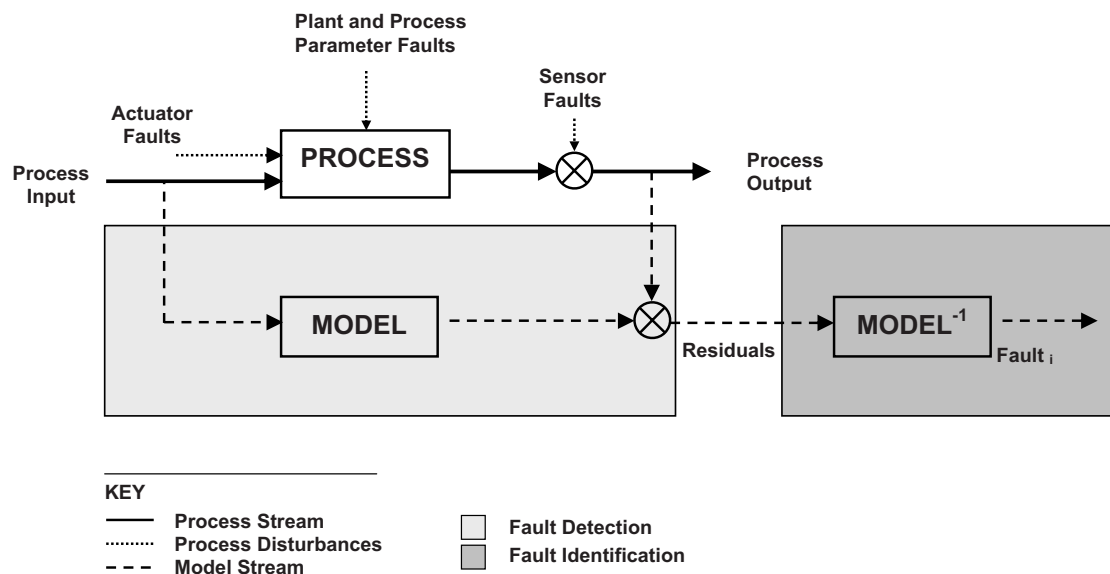 Plant and Process
Parameter Faults
Sensor
Faults
Actuator
Faults
PROCESS
Process
Input
Process
Output
MODEL
MODEL-1
Residuals
Fault i
KEY
Process Stream
Process Disturbances
Model Stream
Fault Detection
Fault Identification